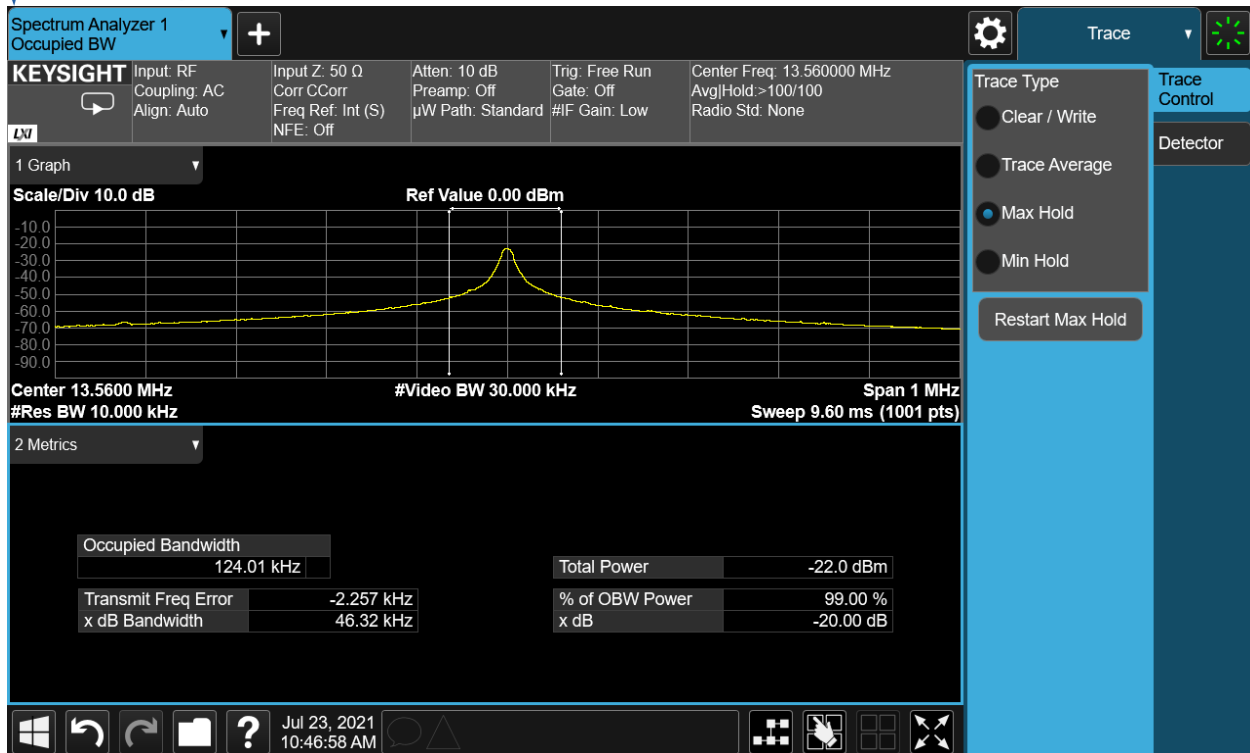 Spectrum Analyzer 1
Occupied BW
+
Trace
KEYSIGHT
LXI
Input: RF
Coupling: AC
Align: Auto
Input Z: 50 Ω
Corr CCorr
Freq Ref: Int (S)
NFE: Off
Atten: 10 dB
Preamp: Off
µW Path: Standard
Trig: Free Run
Gate: Off
#IF Gain: Low
Center Freq: 13.560000 MHz
Avg|Hold:>100/100
Radio Std: None
1 Graph
Scale/Div 10.0 dB
Ref Value 0.00 dBm
-10.0
-20.0
-30.0
-40.0
-50.0
-60.0
-70.0
-80.0
-90.0
Center 13.5600 MHz
#Video BW 30.000 kHz
Span 1 MHz
#Res BW 10.000 kHz
Sweep 9.60 ms (1001 pts)
2 Metrics
Occupied Bandwidth
124.01 kHz
Total Power -22.0 dBm
Transmit Freq Error -2.257 kHz
% of OBW Power 99.00 %
x dB Bandwidth 46.32 kHz
x dB -20.00 dB
Trace Type
Clear / Write
Trace Average
Max Hold
Min Hold
Restart Max Hold
Trace
Control
Detector
?
Jul 23, 2021
10:46:58 AM